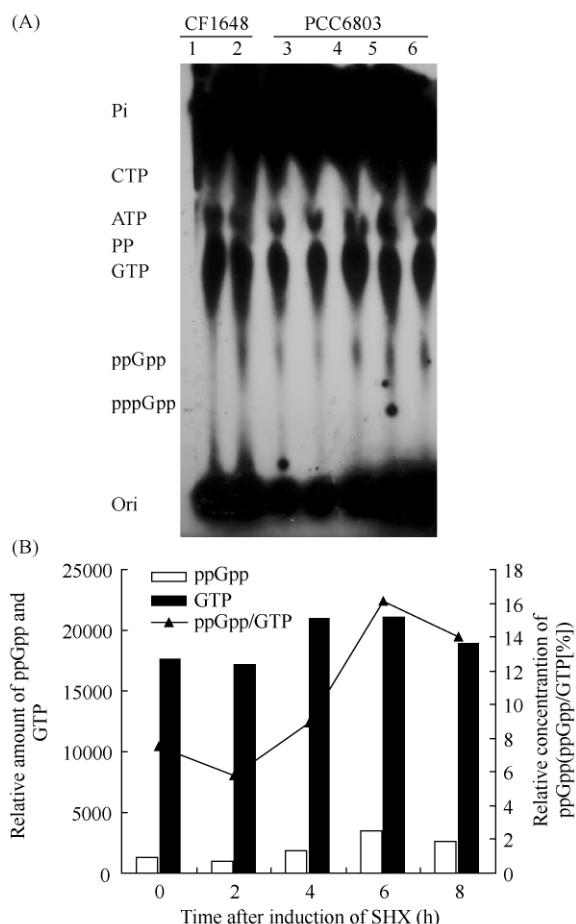 (A)
CF1648 PCC6803
1 2 3 4 5 6
Pi
CTP
ATP
PP
GTP
ppGpp
pppGpp
Ori
(B)
Relative amount of ppGpp and
GTP
25000
20000
15000
10000
5000
0
ppGpp
GTP
ppGpp/GTP
18
16
14
12
10
8
6
4
2
0
Relative concentrantion of
ppGpp(ppGpp/GTP[%])
0 2 4 6 8
Time after induction of SHX (h)